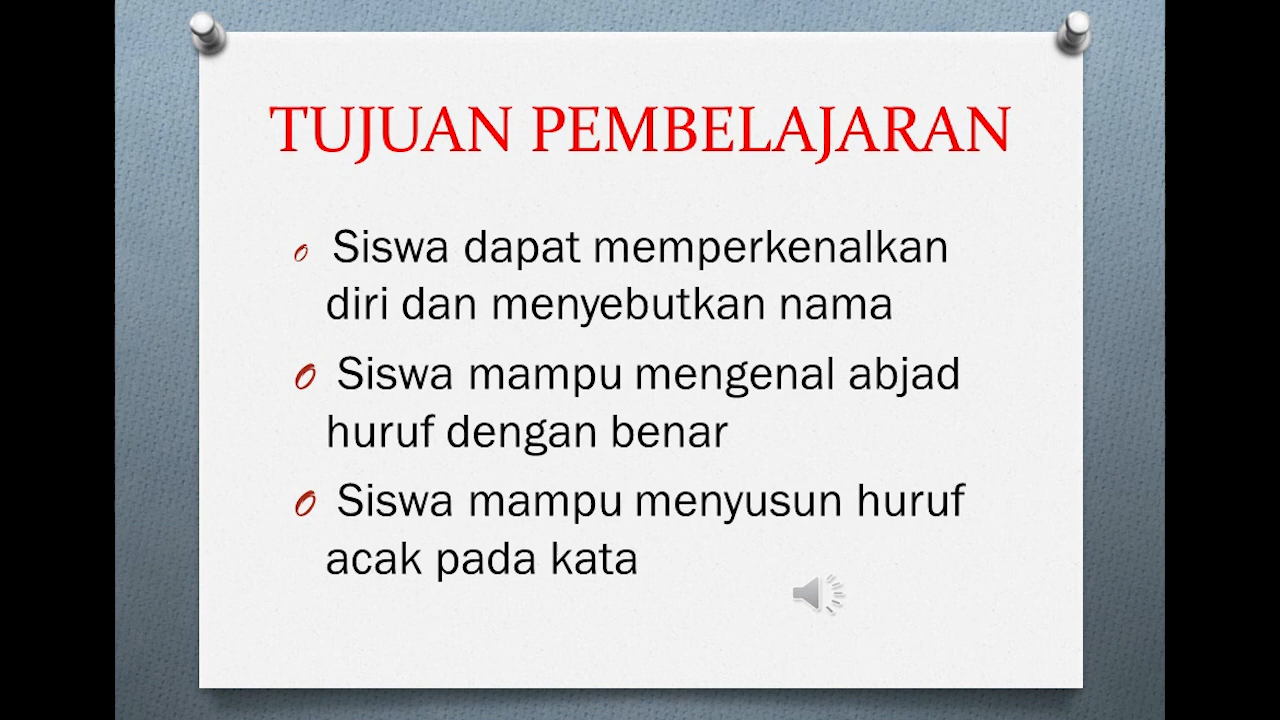 TUJUAN PEMBELAJARAN
Siswa dapat memperkenalkan
diri dan menyebutkan nama
Siswa mampu mengenal abjad
huruf dengan benar
Siswa mampu menyusun huruf
acak pada kata